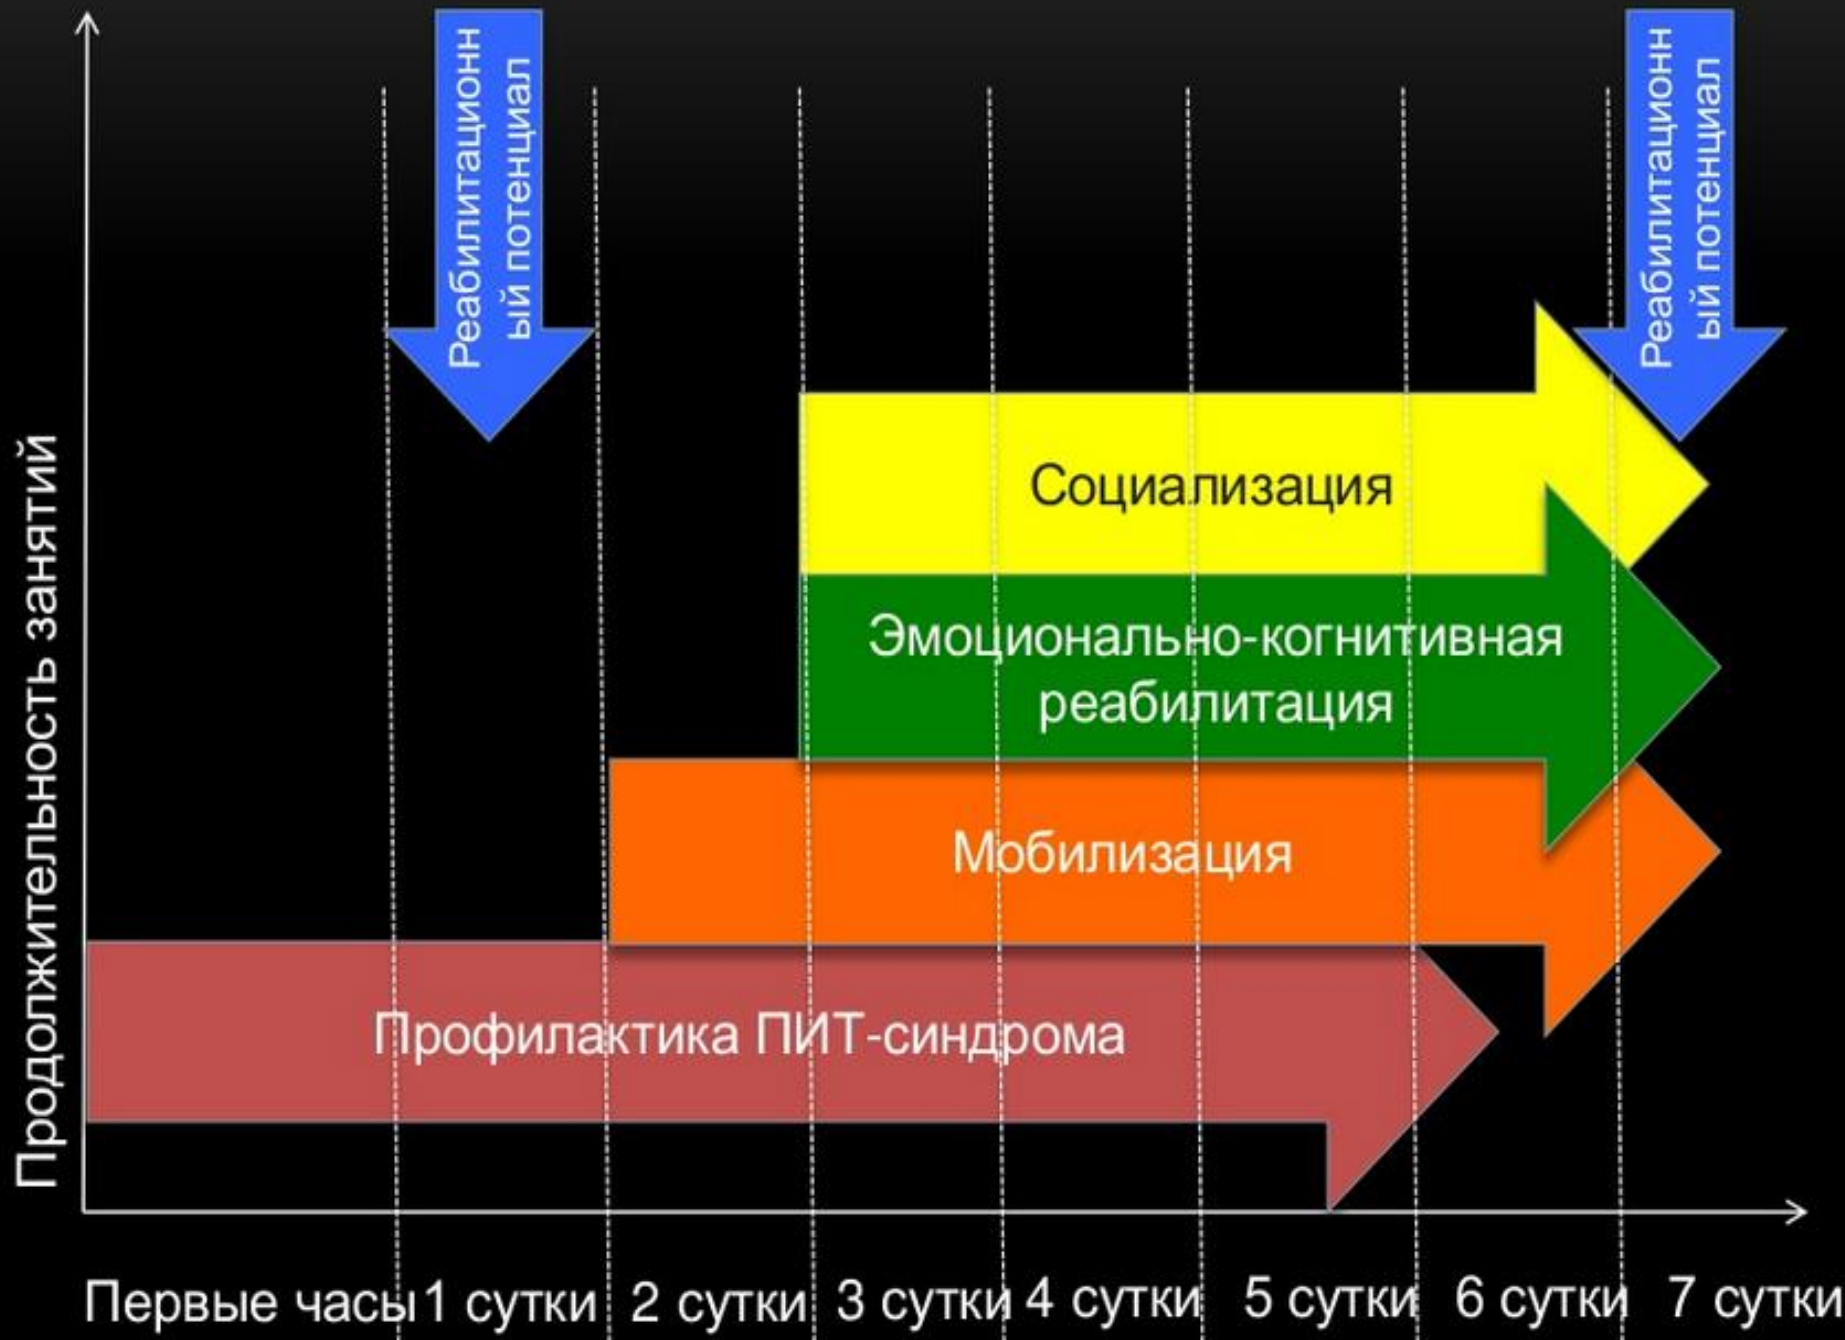 Реабилитационн
ый потенциал
Реабилитационн
ый потенциал
Продолжительность занятий
Социализация
Эмоционально-когнитивная
реабилитация
Мобилизация
Профилактика ПИТ-синдрома
Первые часы 1 сутки 2 сутки 3 сутки 4 сутки 5 сутки 6 сутки 7 сутки